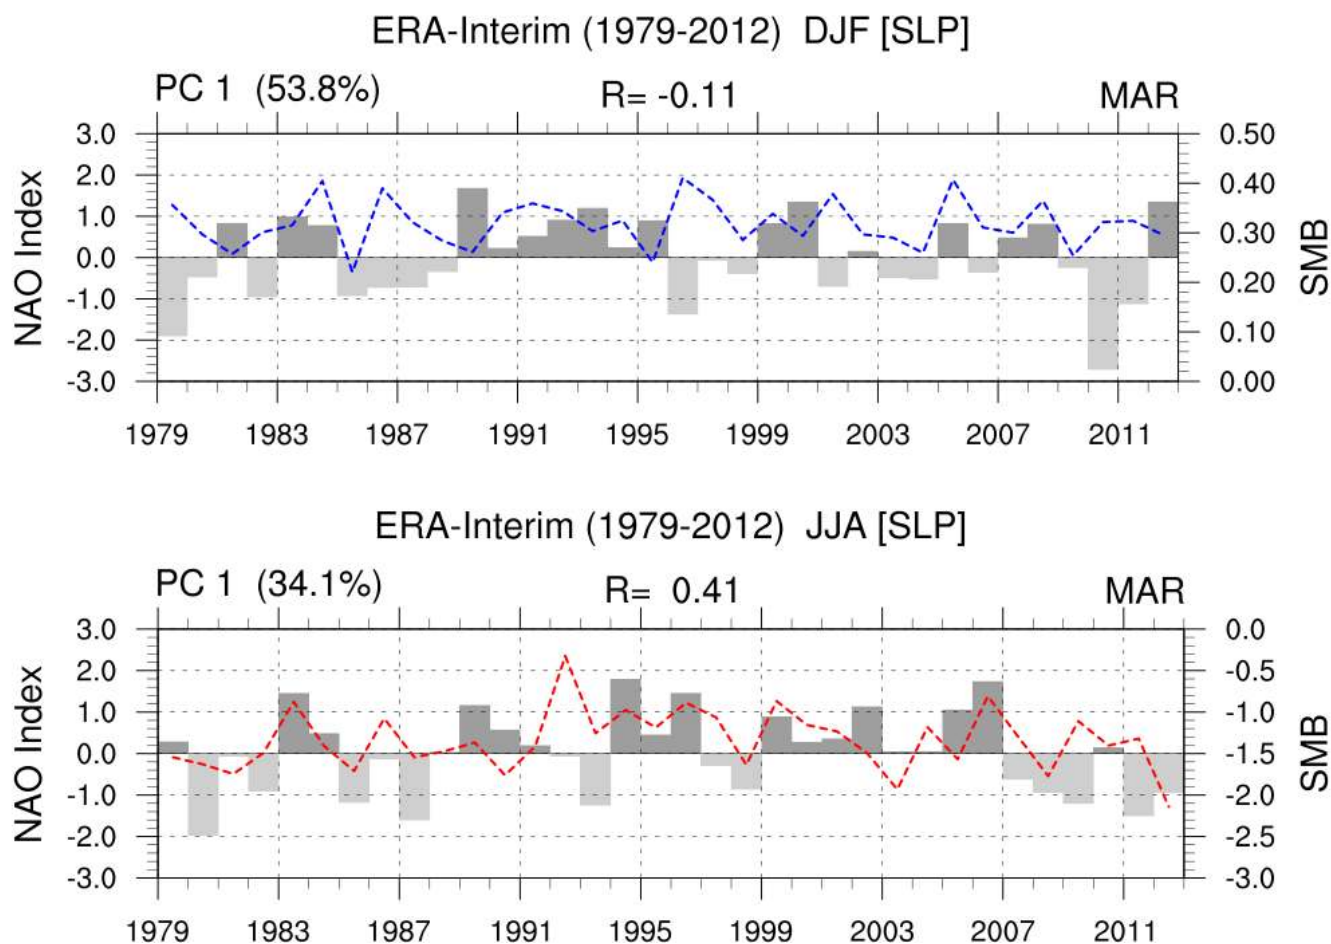 ERA-Interim (1979-2012) DJF [SLP]
PC 1 (53.8%) R= -0.11 MAR
3.0 0.50
2.0 0.40
1.0 0.30
0.0 0.20
-1.0 0.10
-2.0 0.00
-3.0
NAO Index
SMB
1979 1983 1987 1991 1995 1999 2003 2007 2011
ERA-Interim (1979-2012) JJA [SLP]
PC 1 (34.1%) R= 0.41 MAR
3.0 0.0
2.0 -0.5
1.0 -1.0
0.0 -1.5
-1.0 -2.0
-2.0 -2.5
-3.0 -3.0
NAO Index
SMB
1979 1983 1987 1991 1995 1999 2003 2007 2011